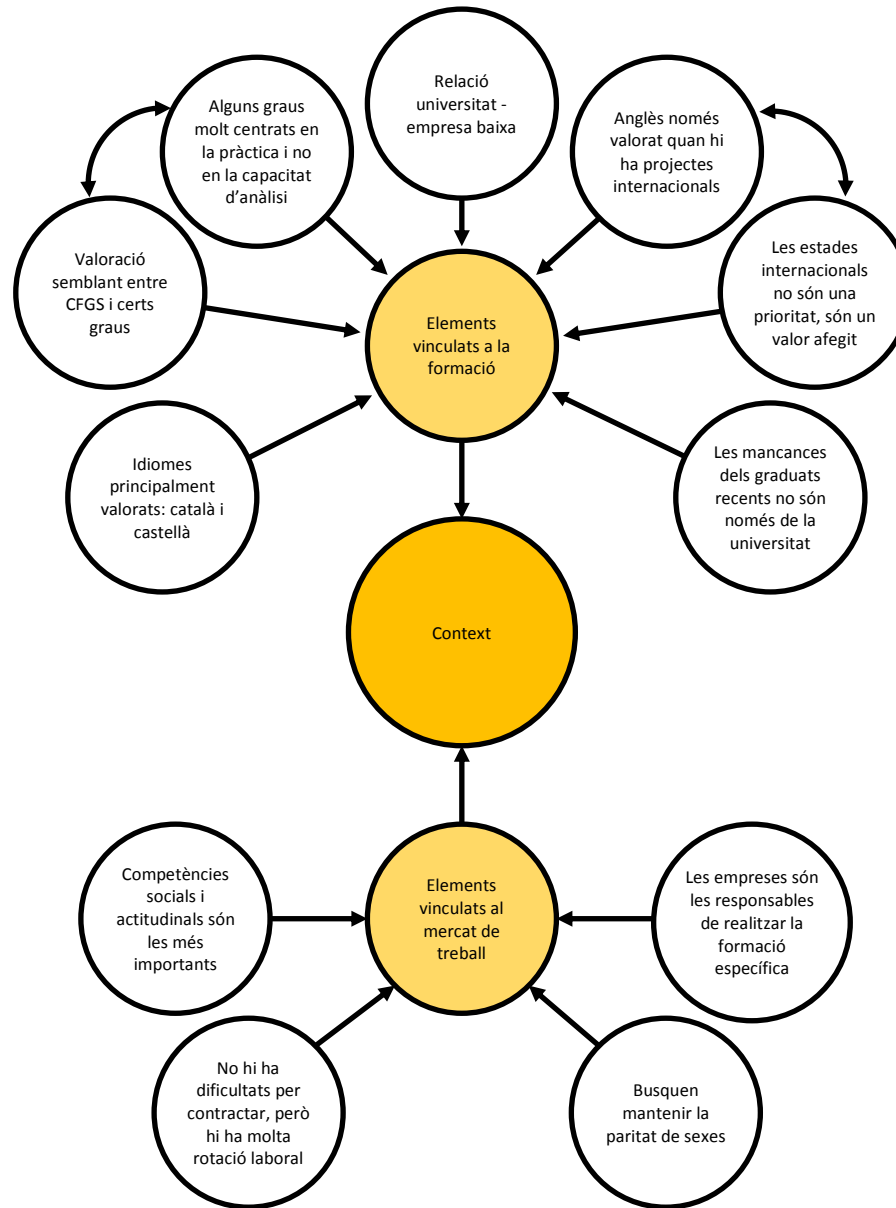 Relació
universitat -
empresa baixa
Alguns graus
molt centrats en
la pràctica i no
en la capacitat
d'anàlisi
Anglès només
valorat quan hi
ha projectes
internacionals
Valoració
semblant entre
CFGS i certs
graus
Les estades
internacionals
no són una
prioritat, són un
valor afegit
Elements
vinculats a la
formació
Idiomes
principalment
valorats: català i
castellà
Les mancances
dels graduats
recents no són
només de la
universitat
Context
Competències
socials i
actitudinals són
les més
importants
Elements
vinculats al
mercat de
treball
Les empreses són
les responsables
de realitzar la
formació
específica
No hi ha
dificultats per
contractar, però
hi ha molta
rotació laboral
Busquen
mantenir la
paritat de sexes